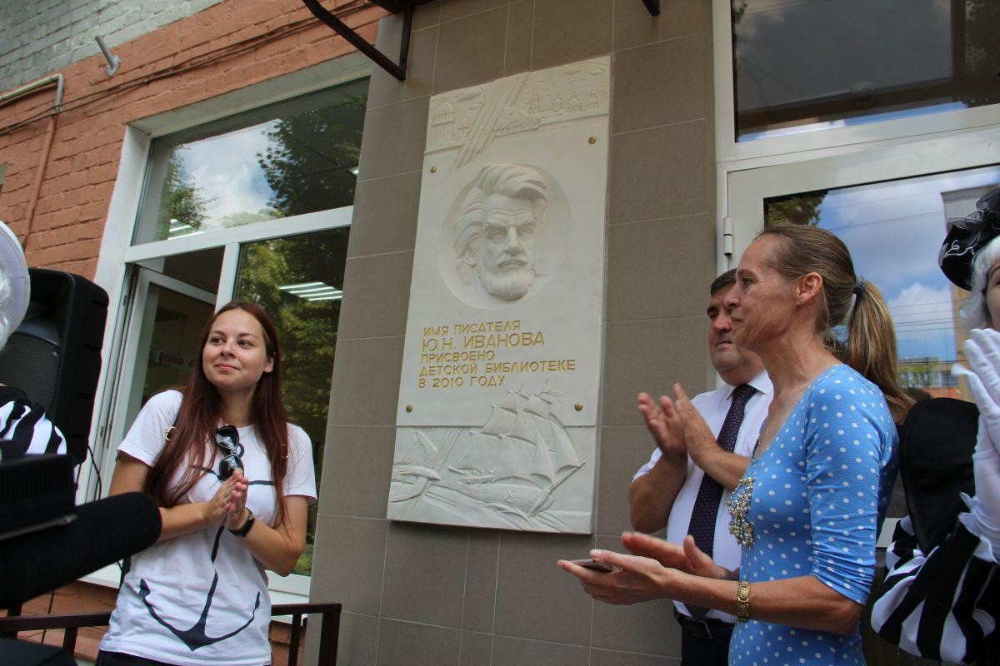 ИМЯ ПИСАТЕЛЯ
Ю.Н. ИВАНОВА
ПРИСВОЕНО
ДЕТСКОЙ БИБЛИОТЕКЕ
В 2010 ГОДУ